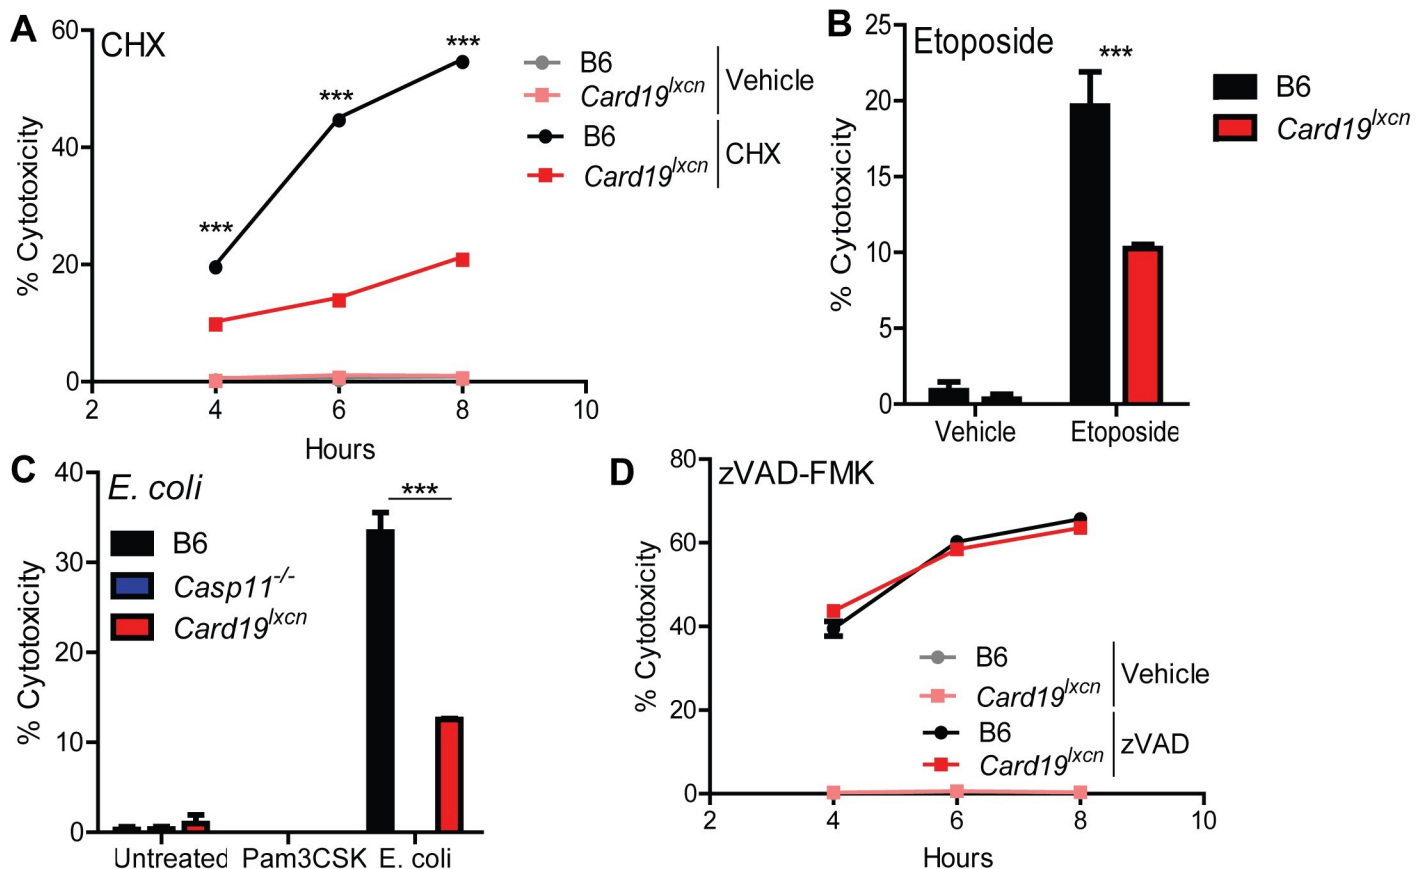 A
CHX
% Cytotoxicity
60
40
20
0
2
4
6
8
10
Hours
***
***
***
B6
Card19lxcn
Vehicle
B6
Card19lxcn
CHX
B
Etoposide
% Cytotoxicity
25
20
15
10
5
0
***
Vehicle
Etoposide
B6
Card19lxcn
C
E. coli
% Cytotoxicity
40
30
20
10
0
B6
Casp11-/-
Card19lxcn
***
Untreated
Pam3CSK
E. coli
D
zVAD-FMK
% Cytotoxicity
80
60
40
20
0
2
4
6
8
10
Hours
B6
Card19lxcn
Vehicle
B6
Card19lxcn
zVAD